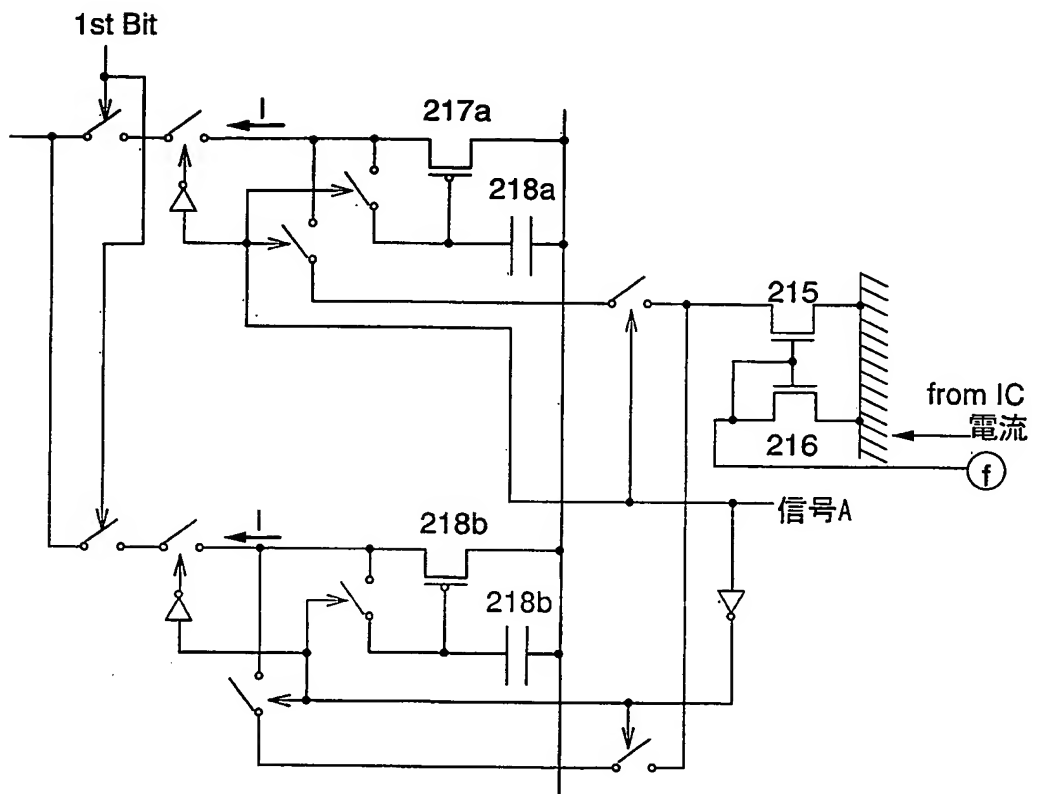 1st Bit
I
217a
218a
215
from IC
電流
216
f
信号A
I
218b
218b